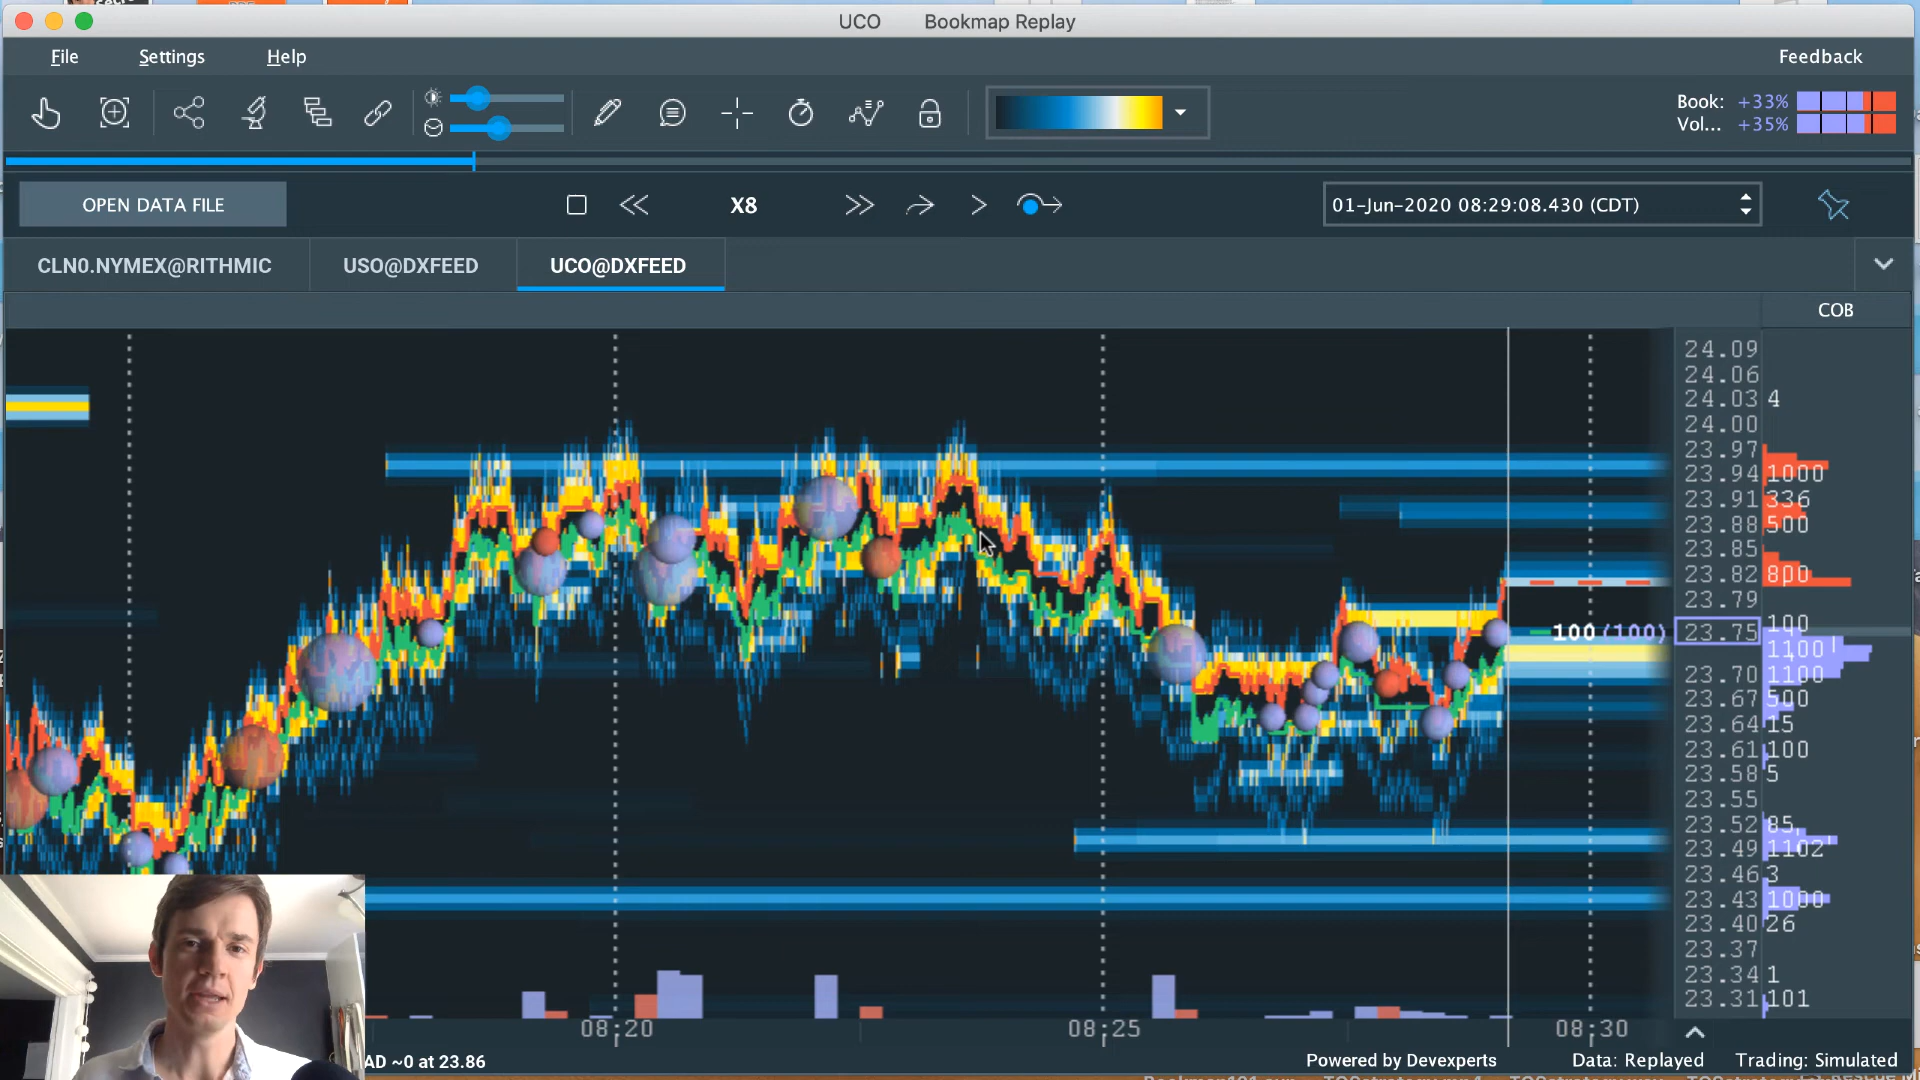 UCO Bookmap Replay
File Settings Help Feedback
Book: +33%
Vol... +35%
OPEN DATA FILE X8 01-Jun-2020 08:29:08.430 (CDT)
CLN0.NYMEX@RITHMIC USO@DXFEED UCO@DXFEED
COB
24.09
24.06
24.03 4
24.00
23.97
23.94 1000
23.91 336
23.88 500
23.85
23.82 800
23.79
100 (100) 23.75 100
1100
23.70 1100
23.67 500
23.64 15
23.61 100
23.58 5
23.55
23.52 85
23.49 1102
23.46 3
23.43 1000
23.40 26
23.37
23.34 1
23.31 101
08:20 08:25 08:30
AD ~0 at 23.86 Powered by Devexperts Data: Replayed Trading: Simulated